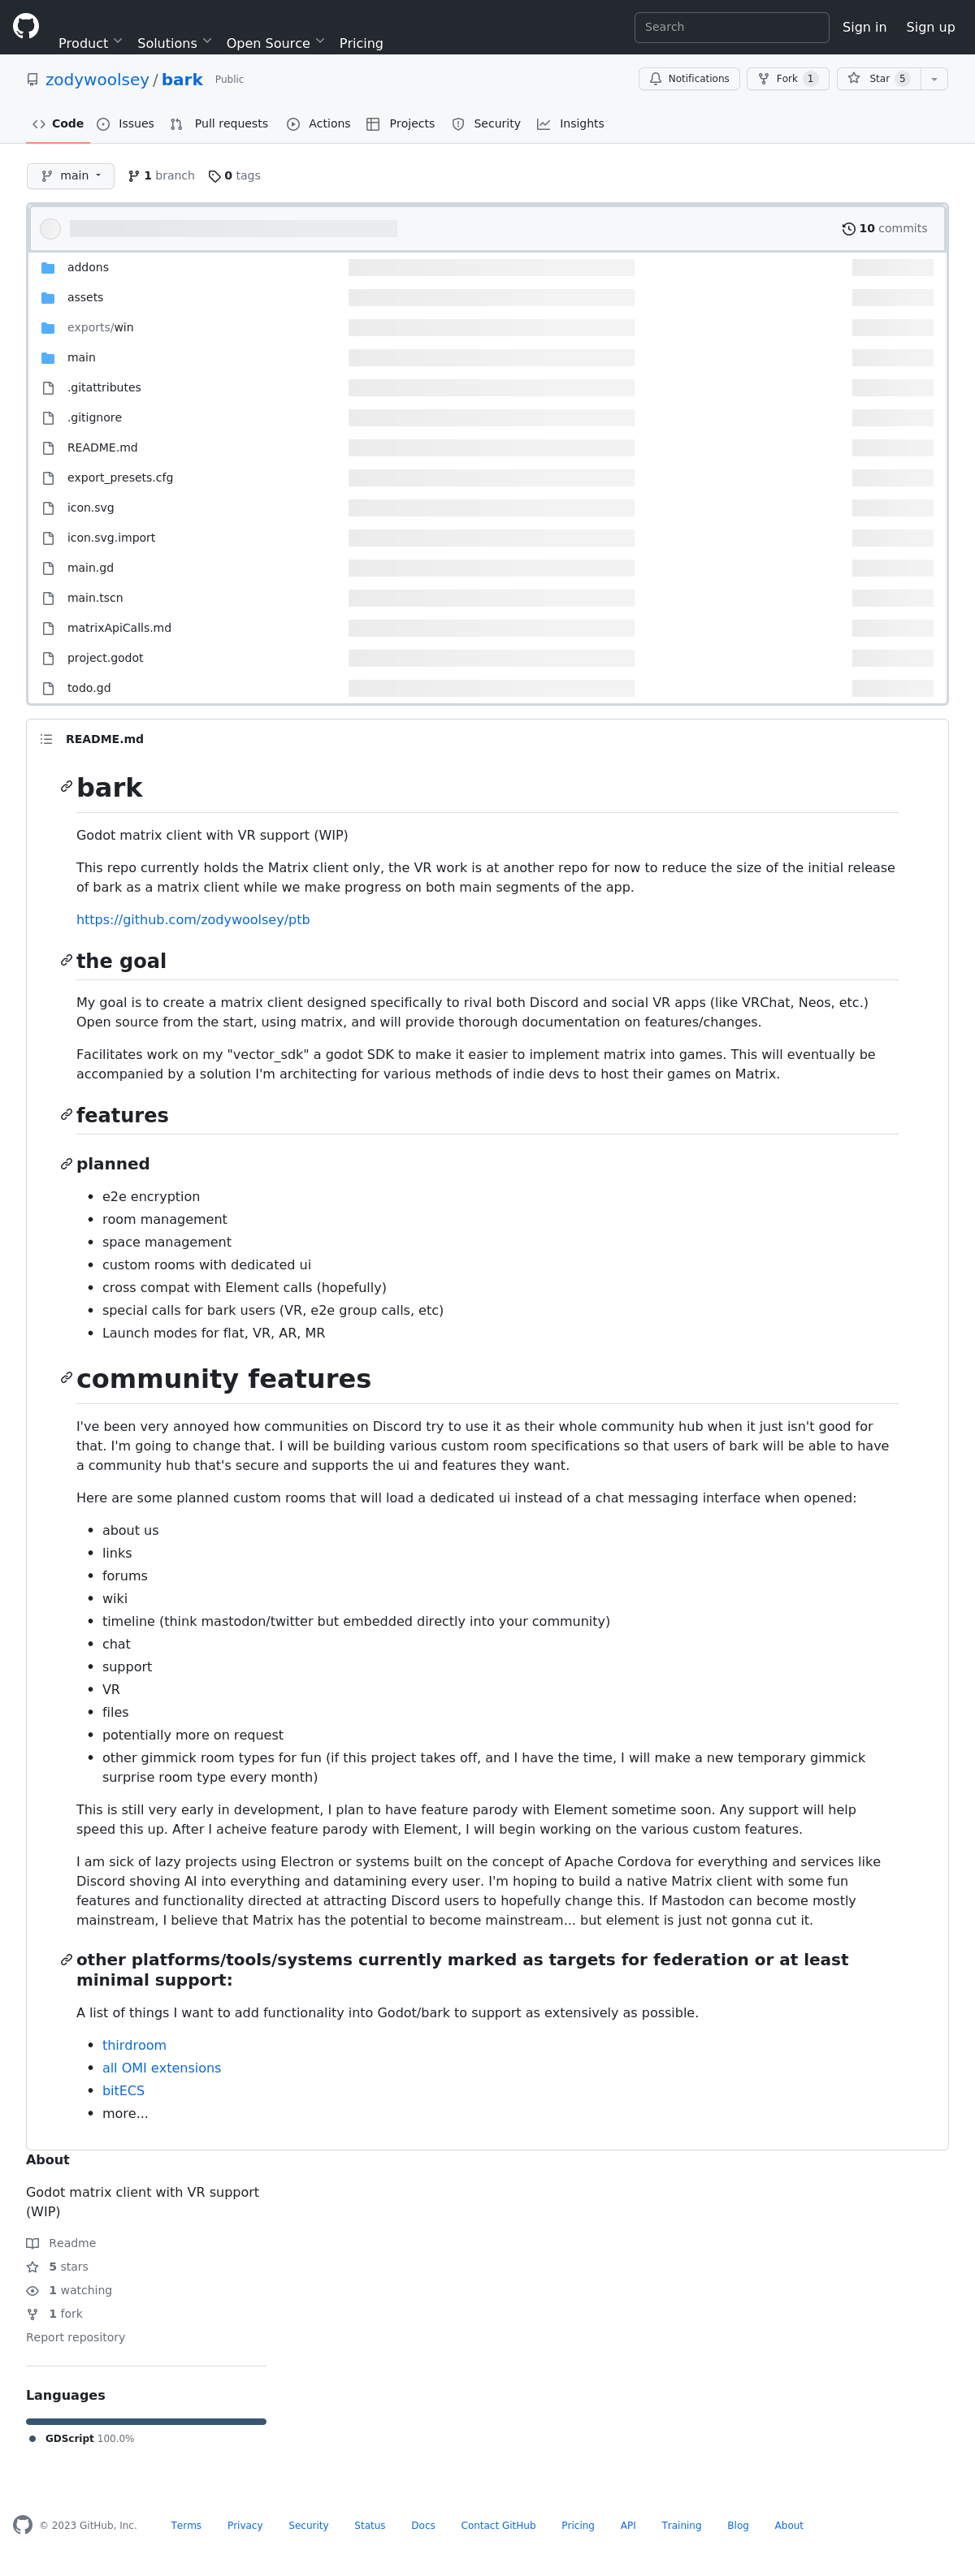 Product Solutions Open Source Pricing Search Sign in Sign up
zodywoolsey / bark Public Notifications Fork 1 Star 5
Code Issues Pull requests Actions Projects Security Insights
main 1 branch 0 tags
10 commits
addons
assets
exports/win
main
.gitattributes
.gitignore
README.md
export_presets.cfg
icon.svg
icon.svg.import
main.gd
main.tscn
matrixApiCalls.md
project.godot
todo.gd
README.md
bark
Godot matrix client with VR support (WIP)
This repo currently holds the Matrix client only, the VR work is at another repo for now to reduce the size of the initial release
of bark as a matrix client while we make progress on both main segments of the app.
https://github.com/zodywoolsey/ptb
the goal
My goal is to create a matrix client designed specifically to rival both Discord and social VR apps (like VRChat, Neos, etc.)
Open source from the start, using matrix, and will provide thorough documentation on features/changes.
Facilitates work on my "vector_sdk" a godot SDK to make it easier to implement matrix into games. This will eventually be
accompanied by a solution I'm architecting for various methods of indie devs to host their games on Matrix.
features
planned
• e2e encryption
• room management
• space management
• custom rooms with dedicated ui
• cross compat with Element calls (hopefully)
• special calls for bark users (VR, e2e group calls, etc)
• Launch modes for flat, VR, AR, MR
community features
I've been very annoyed how communities on Discord try to use it as their whole community hub when it just isn't good for
that. I'm going to change that. I will be building various custom room specifications so that users of bark will be able to have
a community hub that's secure and supports the ui and features they want.
Here are some planned custom rooms that will load a dedicated ui instead of a chat messaging interface when opened:
• about us
• links
• forums
• wiki
• timeline (think mastodon/twitter but embedded directly into your community)
• chat
• support
• VR
• files
• potentially more on request
• other gimmick room types for fun (if this project takes off, and I have the time, I will make a new temporary gimmick
surprise room type every month)
This is still very early in development, I plan to have feature parody with Element sometime soon. Any support will help
speed this up. After I acheive feature parody with Element, I will begin working on the various custom features.
I am sick of lazy projects using Electron or systems built on the concept of Apache Cordova for everything and services like
Discord shoving AI into everything and datamining every user. I'm hoping to build a native Matrix client with some fun
features and functionality directed at attracting Discord users to hopefully change this. If Mastodon can become mostly
mainstream, I believe that Matrix has the potential to become mainstream... but element is just not gonna cut it.
other platforms/tools/systems currently marked as targets for federation or at least
minimal support:
A list of things I want to add functionality into Godot/bark to support as extensively as possible.
• thirdroom
• all OMI extensions
• bitECS
• more...
About
Godot matrix client with VR support
(WIP)
Readme
5 stars
1 watching
1 fork
Report repository
Languages
GDScript 100.0%
© 2023 GitHub, Inc. Terms Privacy Security Status Docs Contact GitHub Pricing API Training Blog About